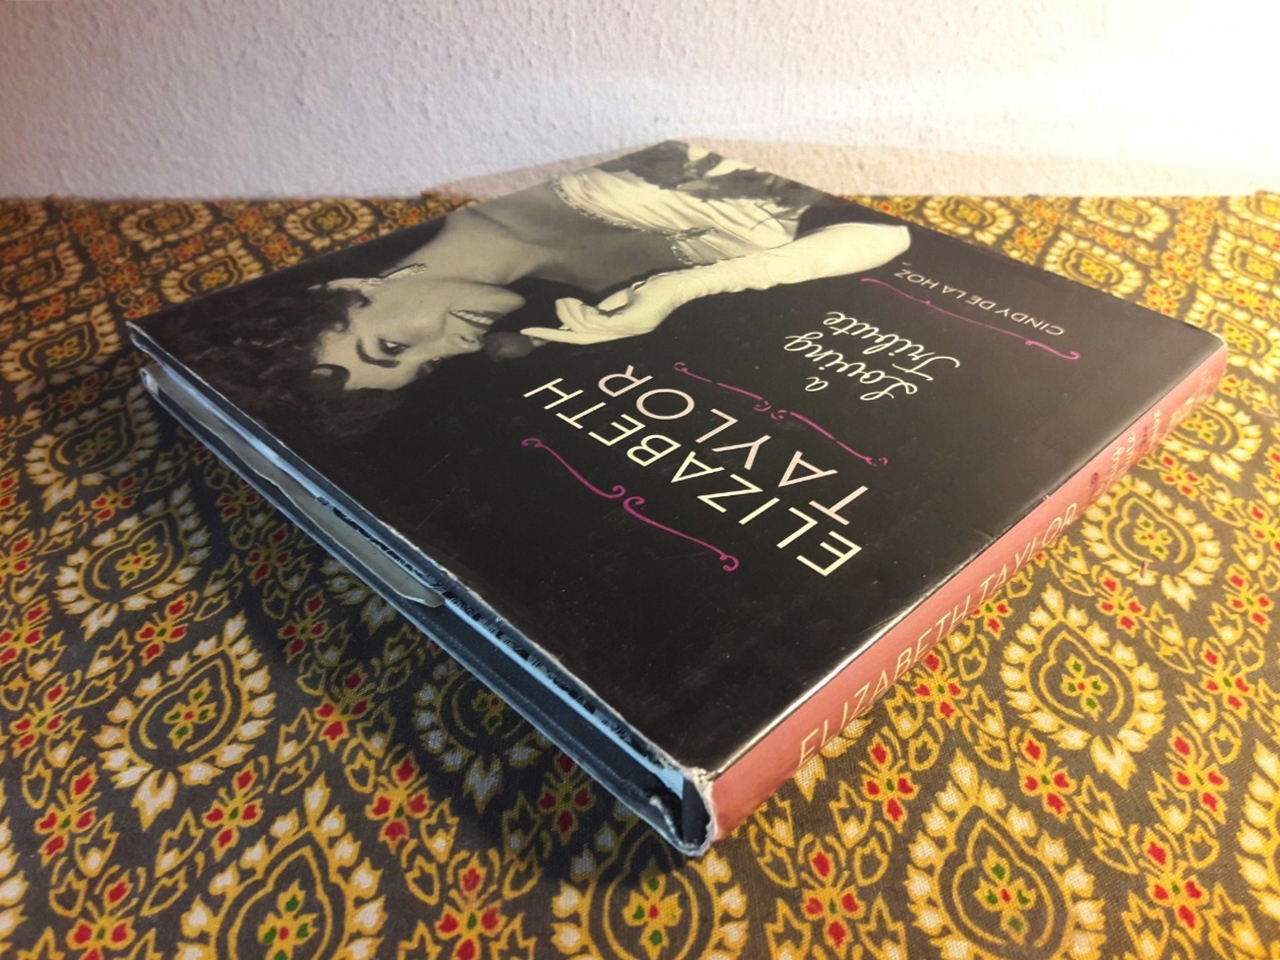 ELIZABETH
TAYLOR
a
Loving
Tribute
CINDY DE LA HOZ
ELIZABETH TAYLOR